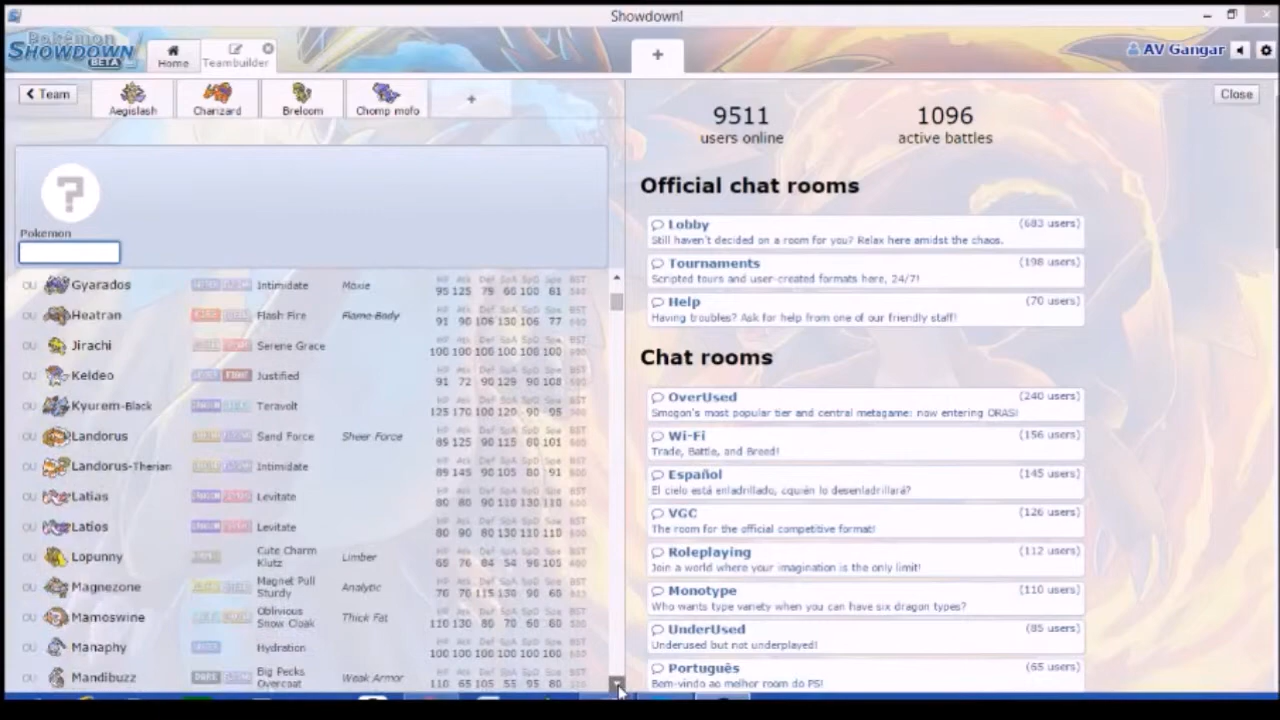 Showdown!
Pokémon
SHOWDOWN
BETA
Home
Teambuilder
+
AV Gangar
Team
Aegislash
Charizard
Breloom
Chomp mofo
+
Close
?
Pokemon
Gyarados Intimidate Moxie 95 125 79 60 100 81
OU Heatran Flash Fire Flame Body 91 90 106 130 106 77
OU Jirachi Serene Grace 100 100 100 100 100 100
OU Keldeo Justified 91 72 90 129 90 108
OU Kyurem-Black Teravolt 125 170 100 120 90 95
OU Landorus Sand Force Sheer Force 89 125 90 115 80 101
OU Landorus-Therian Intimidate 89 145 90 105 80 91
OU Latias Levitate 80 80 90 110 130 110
OU Latios Levitate 80 90 80 130 110 110
OU Lopunny Cute Charm Klutz Limber 65 76 84 54 96 105
OU Magnezone Magnet Pull Sturdy Analytic 70 70 115 130 90 60
OU Mamoswine Oblivious Snow Cloak Thick Fat 110 130 80 70 60 80
OU Manaphy Hydration 100 100 100 100 100 100
OU Mandibuzz Big Pecks Overcoat Weak Armor 110 65 105 55 95 80
9511
users online
1096
active battles
Official chat rooms
Lobby (683 users)
Still haven't decided on a room for you? Relax here amidst the chaos.
Tournaments (198 users)
Scripted tours and user-created formats here, 24/7!
Help (70 users)
Having troubles? Ask for help from one of our friendly staff!
Chat rooms
OverUsed (240 users)
Smogon's most popular tier and central metagame: now entering ORAS!
Wi-Fi (156 users)
Trade, Battle, and Breed!
Español (145 users)
El cielo está enladrillado, ¿quién lo desenladrillará?
VGC (126 users)
The room for the official competitive format!
Roleplaying (112 users)
Join a world where your imagination is the only limit!
Monotype (110 users)
Who wants type variety when you can have six dragon types?
UnderUsed (85 users)
Underused but not underplayed!
Português (65 users)
Bem-vindo ao melhor room do PS!